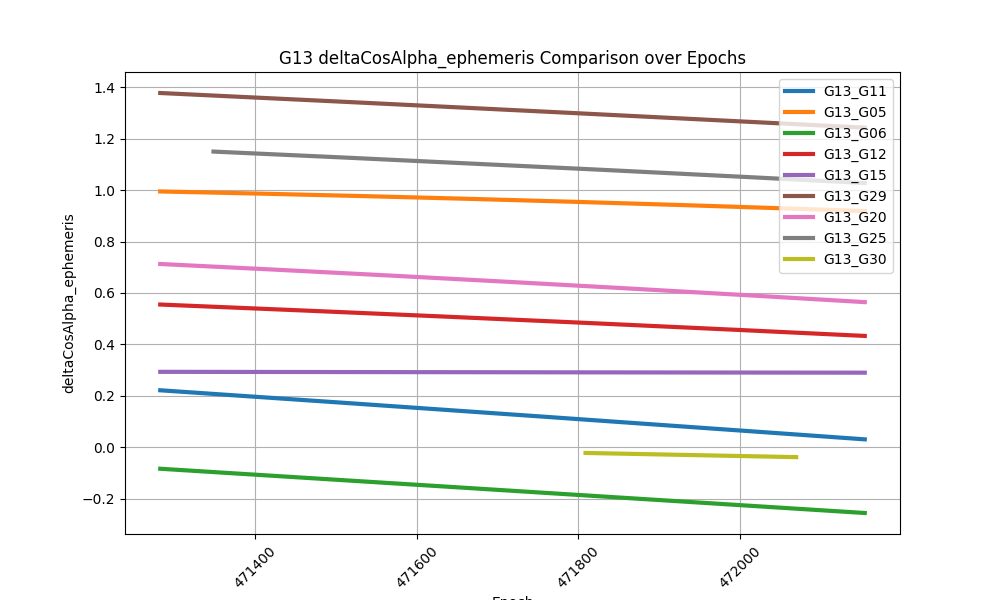 G13 deltaCosAlpha_ephemeris Comparison over Epochs
deltaCosAlpha_ephemeris
1.4
1.2
1.0
0.8
0.6
0.4
0.2
0.0
−0.2
471400
471600
471800
472000
Epoch
G13_G11
G13_G05
G13_G06
G13_G12
G13_G15
G13_G29
G13_G20
G13_G25
G13_G30